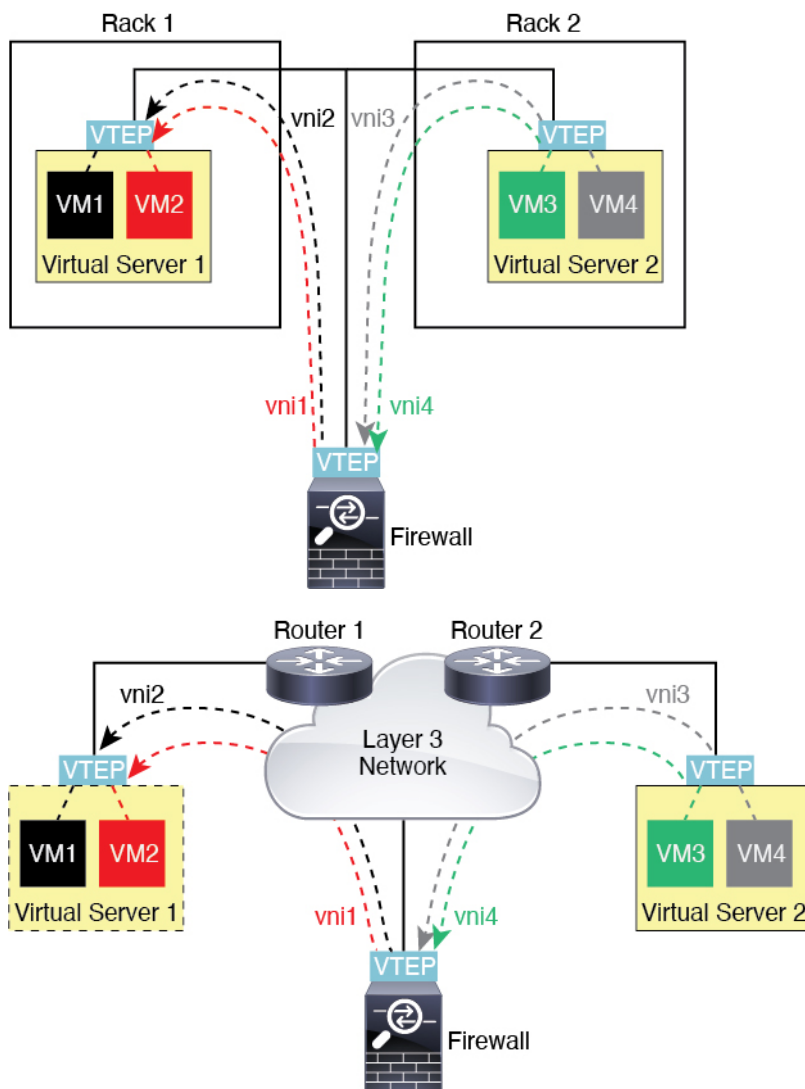 Rack 1
Rack 2
vni2
vni3
VTEP
VTEP
VM1
VM2
VM3
VM4
Virtual Server 1
Virtual Server 2
vni1
vni4
VTEP
Firewall
Router 1
Router 2
vni2
vni3
Layer 3
Network
VTEP
VTEP
VM1
VM2
VM3
VM4
Virtual Server 1
Virtual Server 2
vni1
vni4
VTEP
Firewall